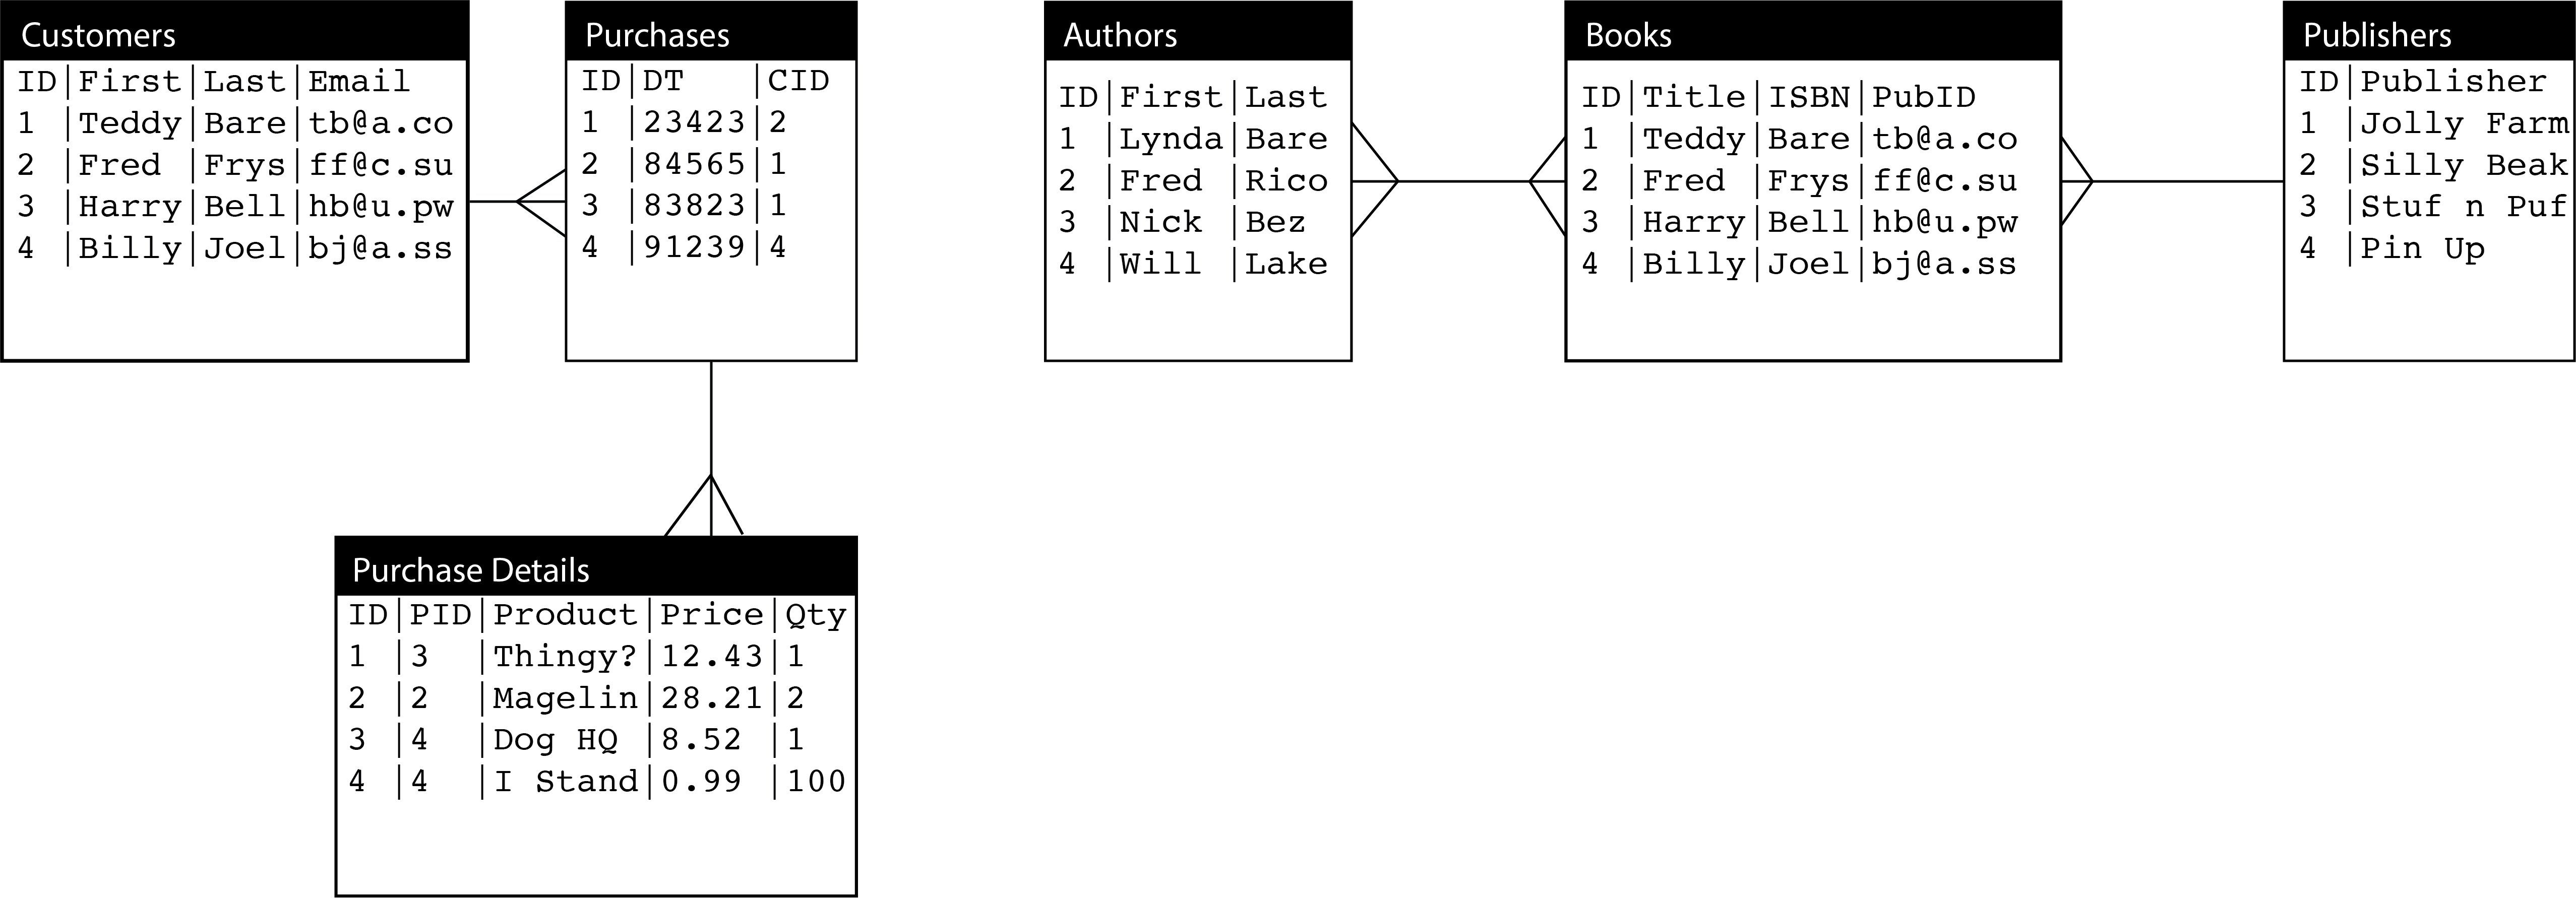 Customers
ID|First|Last|Email
1 |Teddy|Bare|tb@a.co
2 |Fred |Frys|ff@c.su
3 |Harry|Bell|hb@u.pw
4 |Billy|Joel|bj@a.ss
Purchases
ID|DT   |CID
1 |23423|2
2 |84565|1
3 |83823|1
4 |91239|4
Authors
ID|First|Last
1 |Lynda|Bare
2 |Fred |Rico
3 |Nick |Bez
4 |Will |Lake
Books
ID|Title|ISBN|PubID
1 |Teddy|Bare|tb@a.co
2 |Fred |Frys|ff@c.su
3 |Harry|Bell|hb@u.pw
4 |Billy|Joel|bj@a.ss
Publishers
ID|Publisher
1 |Jolly Farm
2 |Silly Beak
3 |Stuf n Puf
4 |Pin Up
Purchase Details
ID|PID|Product|Price|Qty
1 |3  |Thingy?|12.43|1
2 |2  |Magelin|28.21|2
3 |4  |Dog HQ |8.52 |1
4 |4  |I Stand|0.99 |100